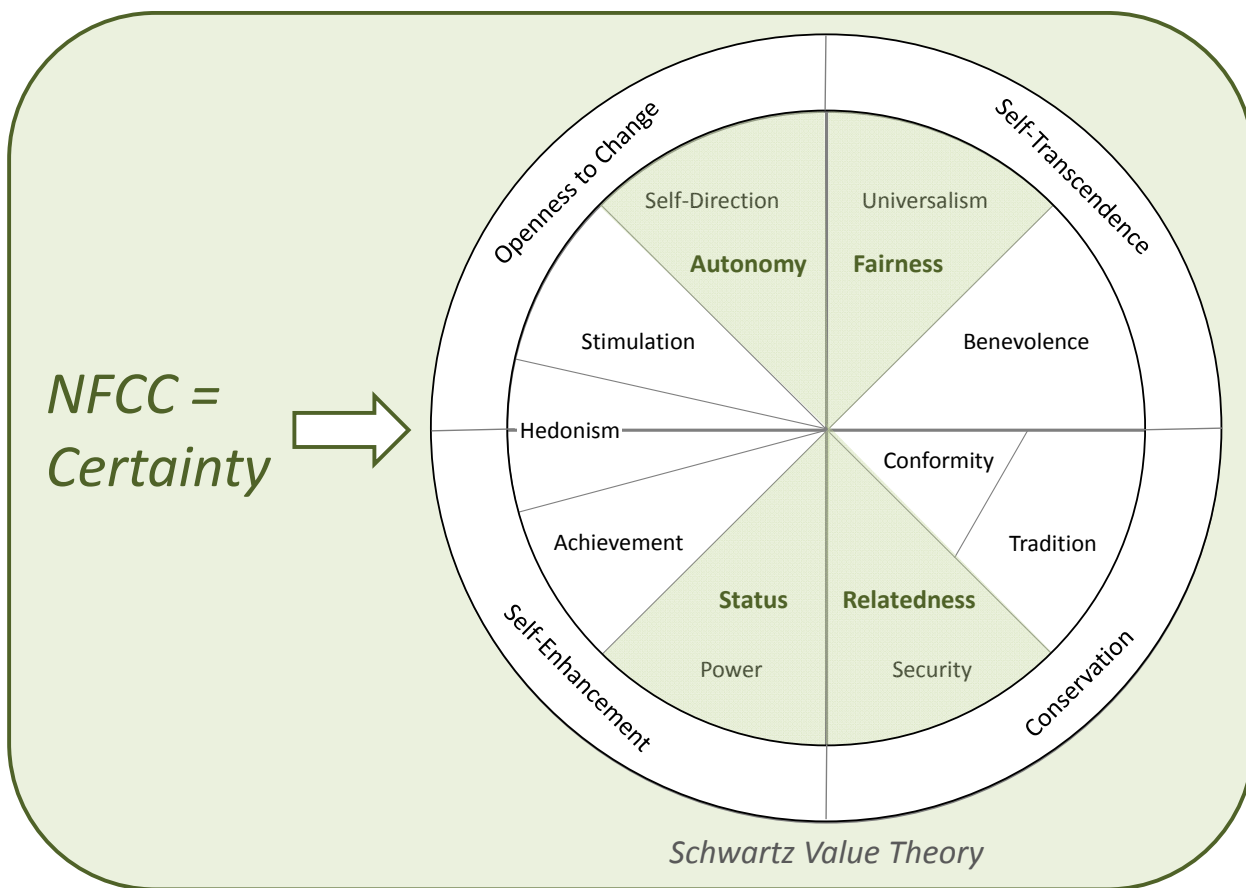 Openness to Change
Self-Transcendence
Self-Direction
Universalism
Autonomy
Fairness
Stimulation
Benevolence
NFCC =
Certainty
Hedonism
Conformity
Achievement
Tradition
Status
Relatedness
Power
Security
Self-Enhancement
Conservation
Schwartz Value Theory